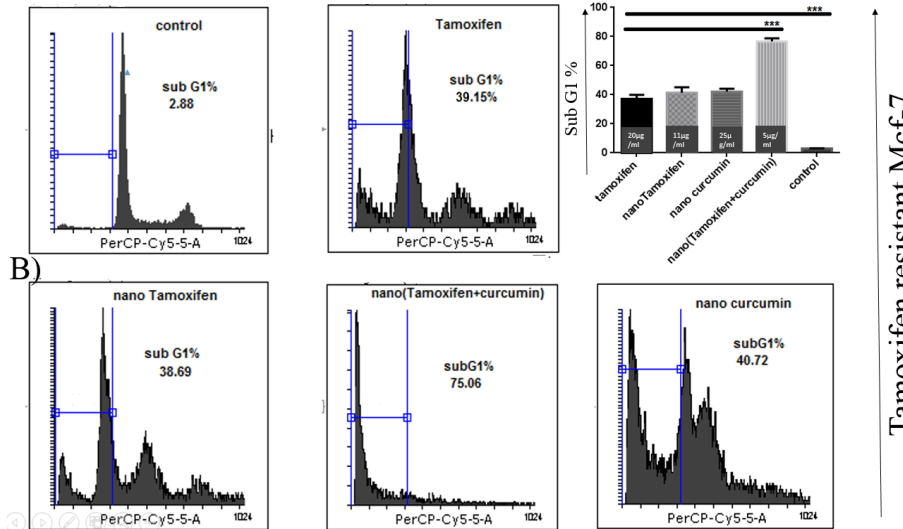 control
sub G1%
2.88
PerCP-Cy5-5-A
1024
Tamoxifen
sub G1%
39.15%
PerCP-Cy5-5-A
1024
Sub G1 %
100
80
60
40
20
0
***
***
20µg
/ml
11µg
/ml
25µ
g/ml
5µg/
ml
tamoxifen
nanoTamoxifen
nano curcumin
nano(Tamoxifen+curcumin)
control
Tamoxifen resistant Mcf-7
B)
nano Tamoxifen
sub G1%
38.69
PerCP-Cy5-5-A
1024
nano(Tamoxifen+curcumin)
subG1%
75.06
PerCP-Cy5-5-A
1024
nano curcumin
subG1%
40.72
PerCP-Cy5-5-A
1024